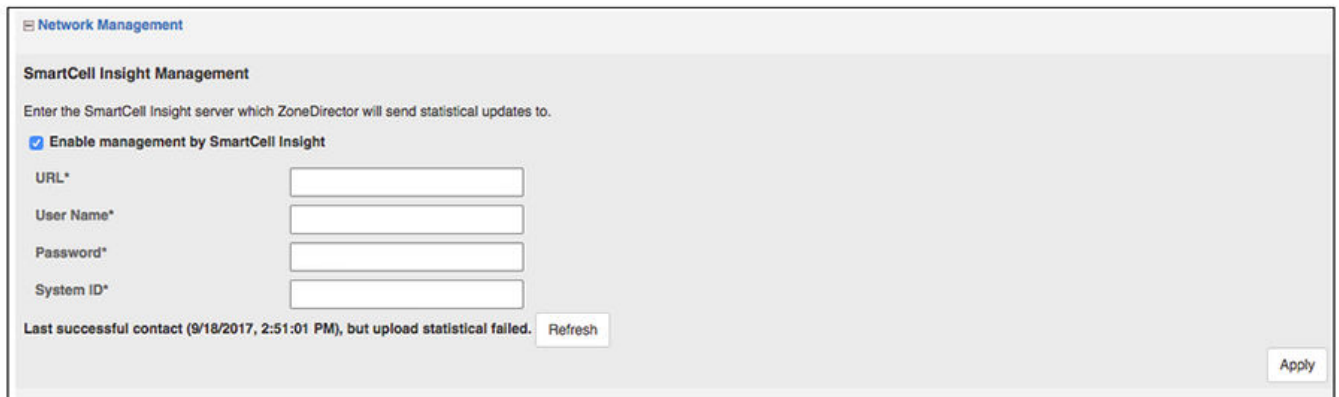 Network Management
SmartCell Insight Management
Enter the SmartCell Insight server which ZoneDirector will send statistical updates to.
Enable management by SmartCell Insight
URL*
User Name*
Password*
System ID*
Last successful contact (9/18/2017, 2:51:01 PM), but upload statistical failed. Refresh
Apply